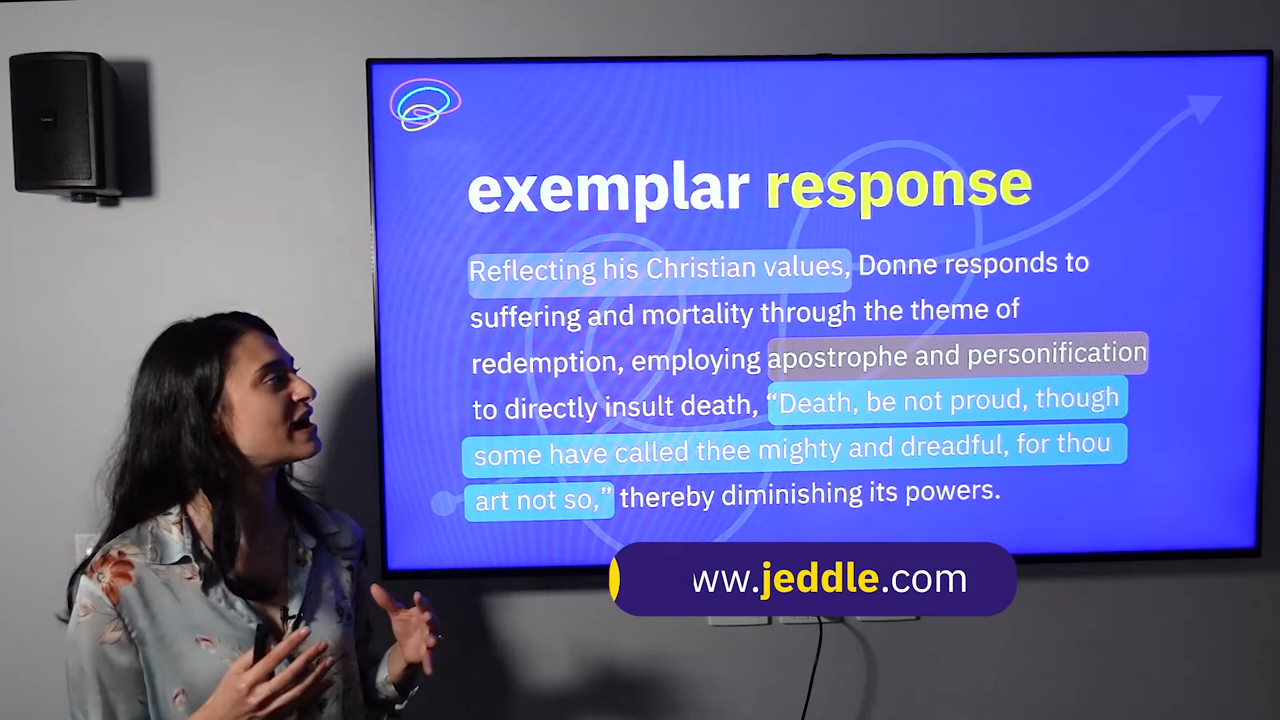 exemplar response
Reflecting his Christian values, Donne responds to
suffering and mortality through the theme of
redemption, employing apostrophe and personification
to directly insult death, “Death, be not proud, though
some have called thee mighty and dreadful, for thou
art not so,” thereby diminishing its powers.
ww.jeddle.com